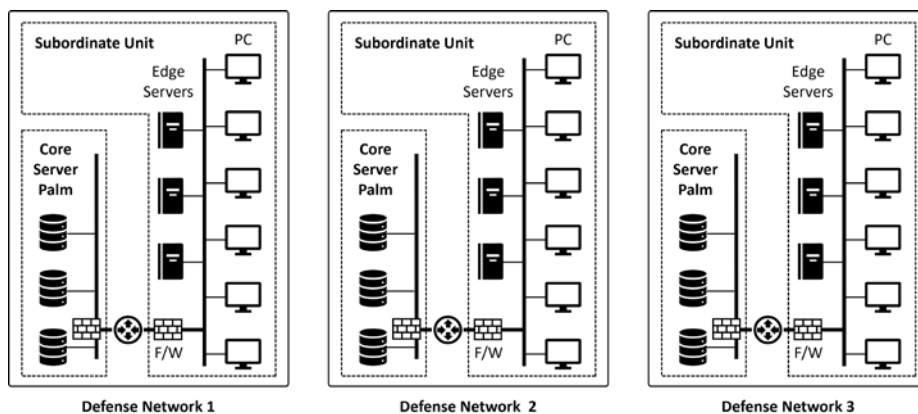 Subordinate Unit
PC
Edge
Servers
Core
Server
Palm
F/W
Defense Network 1
Subordinate Unit
PC
Edge
Servers
Core
Server
Palm
F/W
Defense Network 2
Subordinate Unit
PC
Edge
Servers
Core
Server
Palm
F/W
Defense Network 3